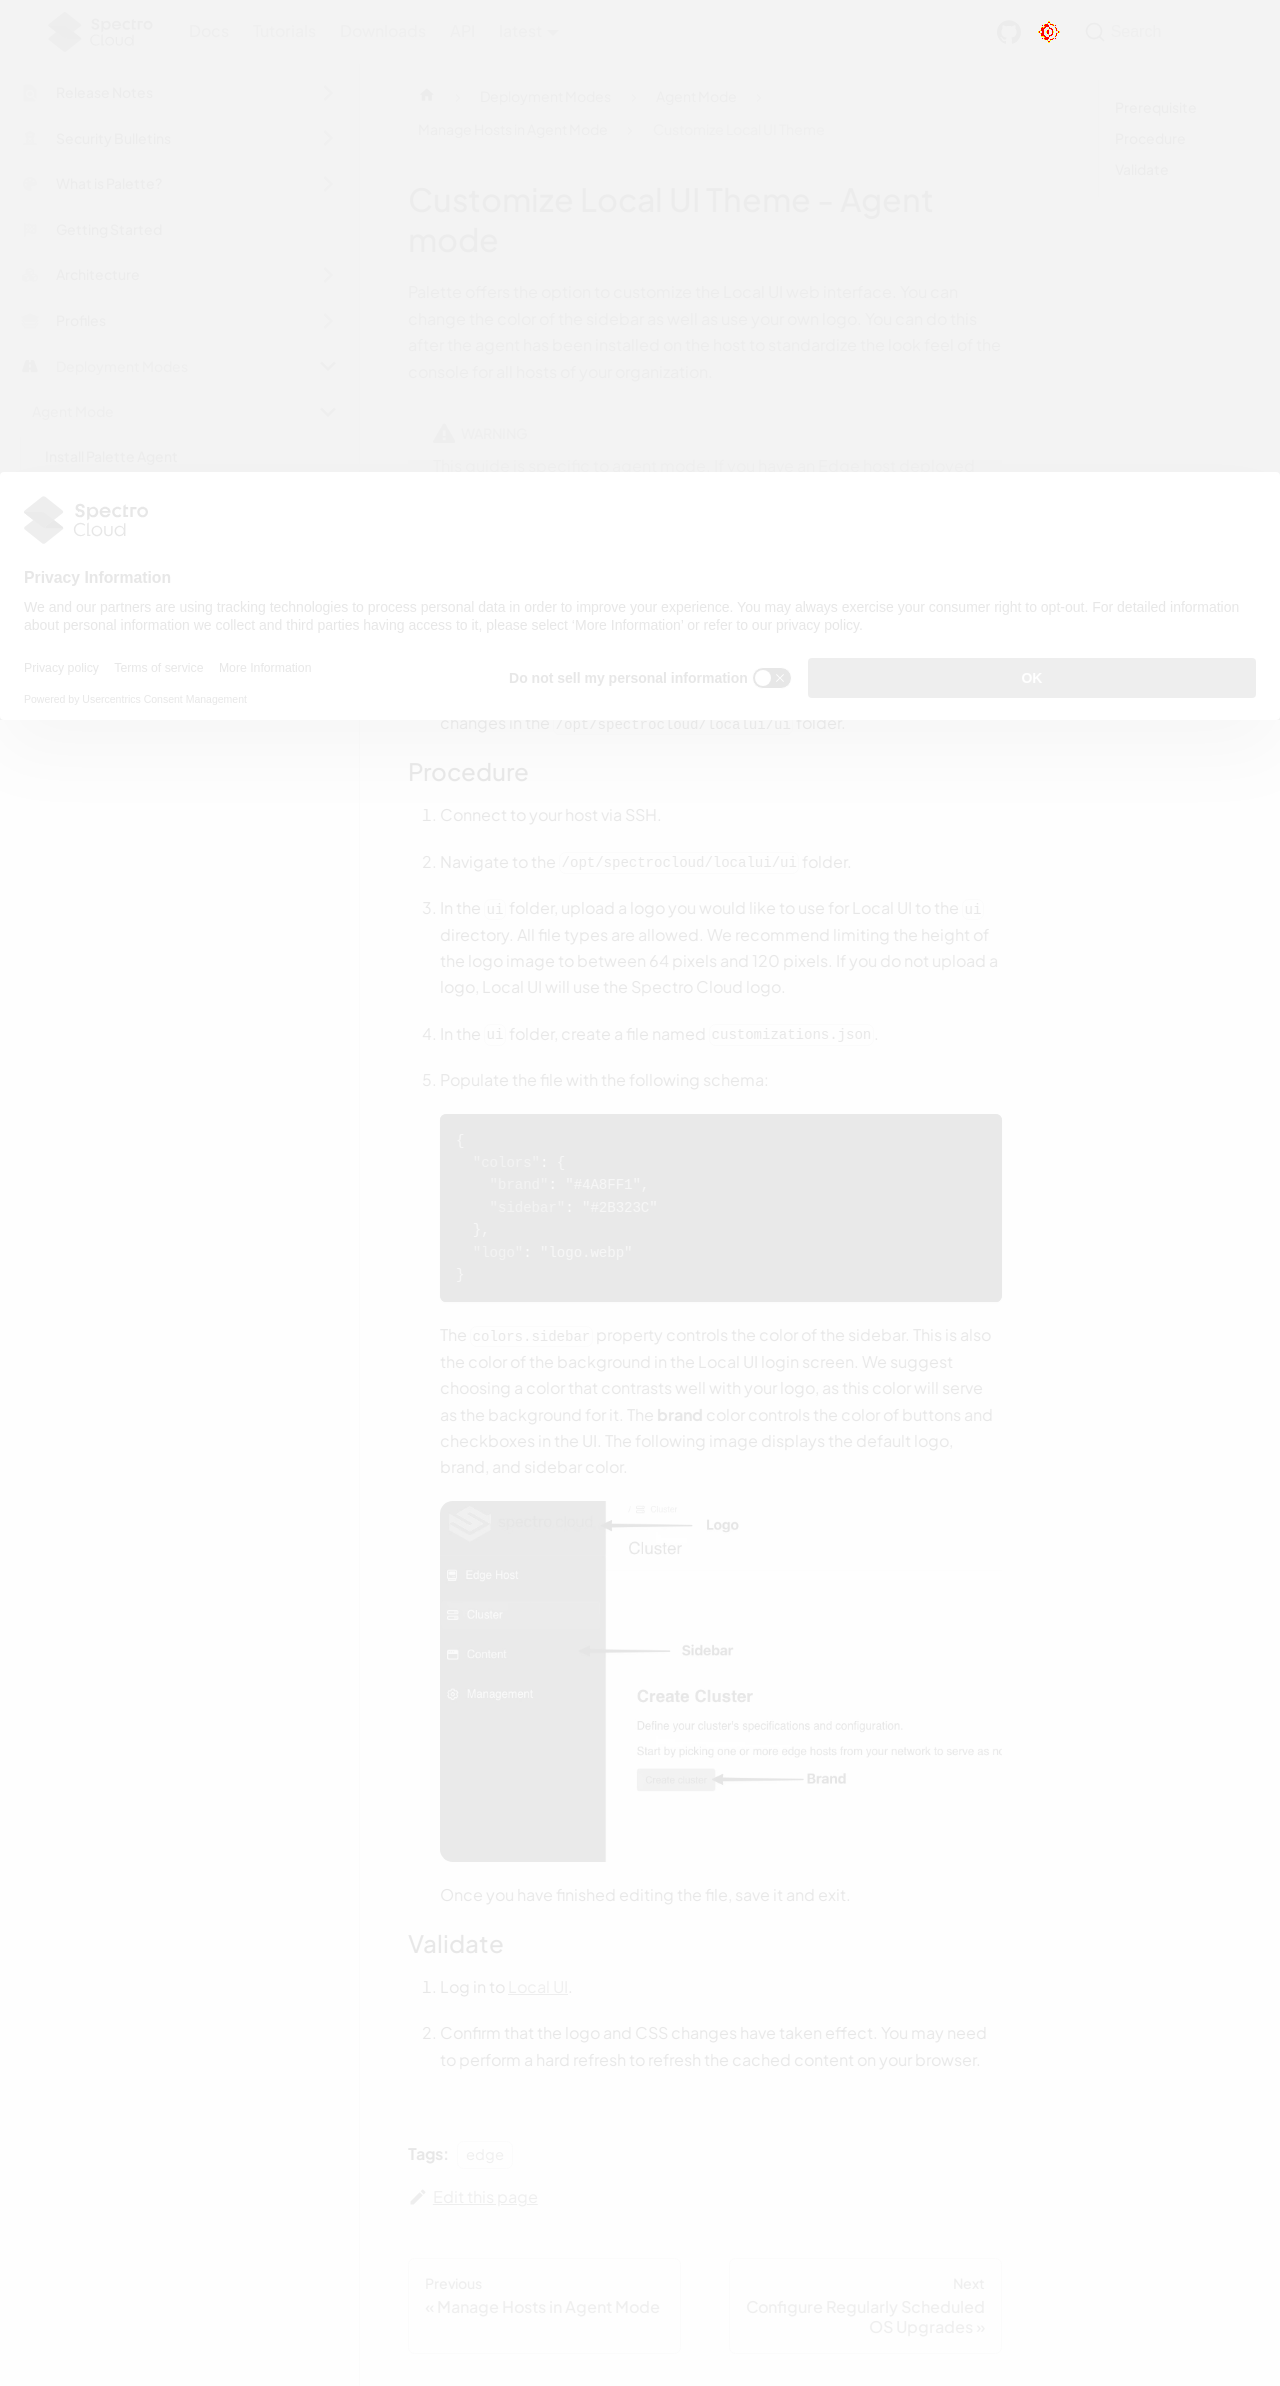 Spectro
Cloud
Docs
Tutorials
Downloads
API
latest
Search
Release Notes
Security Bulletins
What is Palette?
Getting Started
Architecture
Profiles
Deployment Modes
Agent Mode
Install Palette Agent
Deployment Modes
Agent Mode
Manage Hosts in Agent Mode
Customize Local UI Theme
Prerequisite
Procedure
Validate
Customize Local UI Theme - Agent
mode
Palette offers the option to customize the Local UI web interface. You can
change the color of the sidebar as well as use your own logo. You can do this
after the agent has been installed on the host to standardize the look feel of the
console for all hosts of your organization.
WARNING
Spectro
Cloud
Privacy Information
We and our partners are using tracking technologies to process personal data in order to improve your experience. You may always exercise your consumer right to opt-out. For detailed information
about personal information we collect and third parties having access to it, please select 'More Information' or refer to our privacy policy.
Privacy policy
Terms of service
More Information
Powered by Usercentrics Consent Management
Do not sell my personal information
OK
changes in the /opt/spectrocloud/localui/ui folder.
Procedure
1. Connect to your host via SSH.
2. Navigate to the /opt/spectrocloud/localui/ui folder.
3. In the ui folder, upload a logo you would like to use for Local UI to the ui
directory. All file types are allowed. We recommend limiting the height of
the logo image to between 64 pixels and 120 pixels. If you do not upload a
logo, Local UI will use the Spectro Cloud logo.
4. In the ui folder, create a file named customizations.json.
5. Populate the file with the following schema:
{
"colors": {
"brand": "#4A8FF1",
"sidebar": "#2B323C"
},
"logo": "logo.webp"
}
The colors.sidebar property controls the color of the sidebar. This is also
the color of the background in the Local UI login screen. We suggest
choosing a color that contrasts well with your logo, as this color will serve
as the background for it. The brand color controls the color of buttons and
checkboxes in the UI. The following image displays the default logo,
brand, and sidebar color.
spectro cloud
/ Cluster
Logo
Cluster
Edge Host
Cluster
Content
Management
Sidebar
Create Cluster
Define your cluster's specifications and configuration.
Start by picking one or more edge hosts from your network to serve as
Create cluster
Brand
Once you have finished editing the file, save it and exit.
Validate
1. Log in to Local UI.
2. Confirm that the logo and CSS changes have taken effect. You may need
to perform a hard refresh to refresh the cached content on your browser.
Tags:
edge
Edit this page
Previous
« Manage Hosts in Agent Mode
Next
Configure Regularly Scheduled
OS Upgrades »